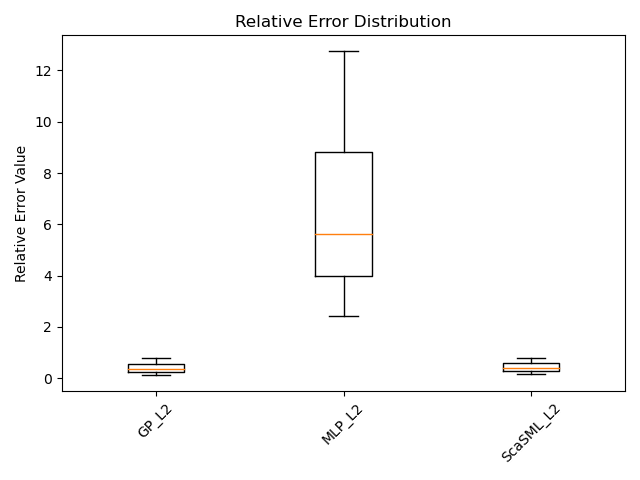 Relative Error Distribution
Relative Error Value
12
10
8
6
4
2
0
GP_L2
MLP_L2
ScaSML_L2